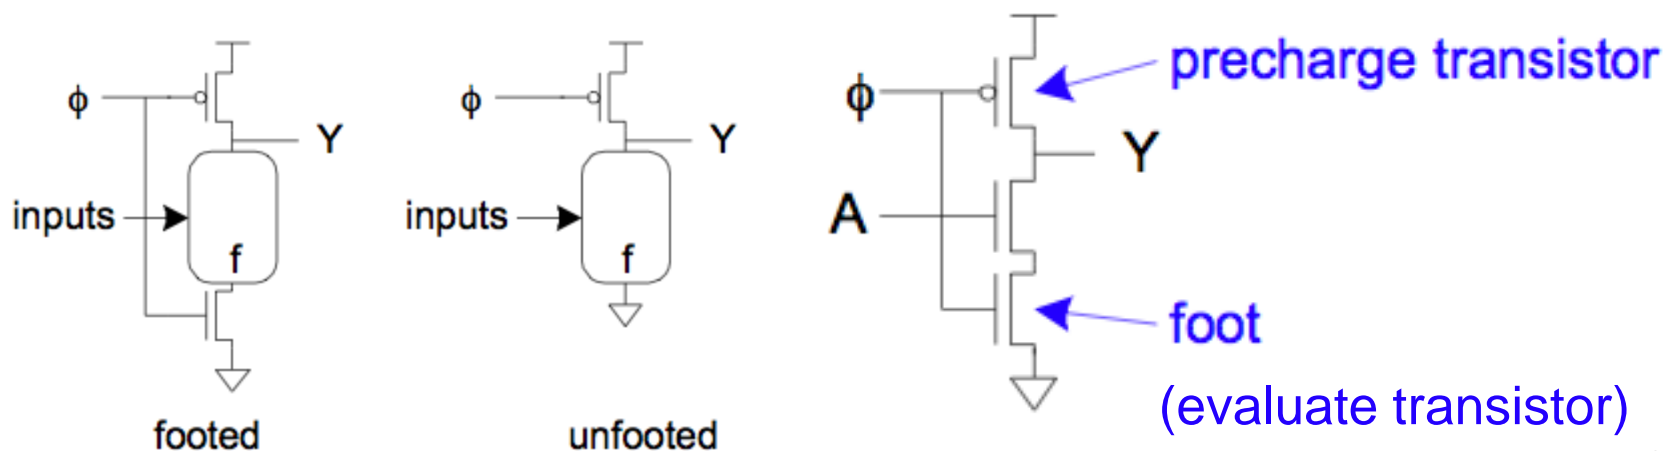 ϕ
Y
inputs
f
footed
ϕ
Y
inputs
f
unfooted
ϕ
precharge transistor
Y
A
foot
(evaluate transistor)